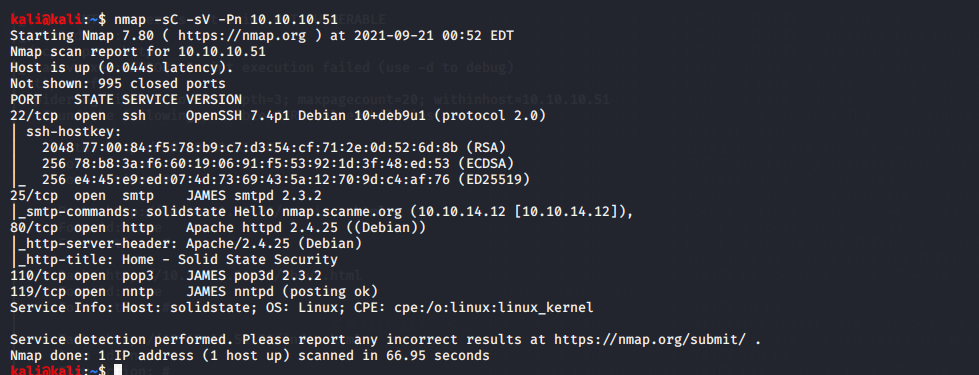 kali@kali:~$ nmap -sC -sV -Pn 10.10.10.51
Starting Nmap 7.80 ( https://nmap.org ) at 2021-09-21 00:52 EDT
Nmap scan report for 10.10.10.51
Host is up (0.044s latency).
Not shown: 995 closed ports
PORT    STATE SERVICE VERSION
22/tcp  open  ssh     OpenSSH 7.4p1 Debian 10+deb9u1 (protocol 2.0)
| ssh-hostkey:
|   2048 77:00:84:f5:78:b9:c7:d3:54:cf:71:2e:0d:52:6d:8b (RSA)
|   256 78:b8:3a:f6:60:19:06:91:f5:53:92:1d:3f:48:ed:53 (ECDSA)
|_  256 e4:45:e9:ed:07:4d:73:69:43:5a:12:70:9d:c4:af:76 (ED25519)
25/tcp  open  smtp    JAMES smtpd 2.3.2
|_smtp-commands: solidstate Hello nmap.scanme.org (10.10.14.12 [10.10.14.12]),
80/tcp  open  http    Apache httpd 2.4.25 ((Debian))
|_http-server-header: Apache/2.4.25 (Debian)
|_http-title: Home - Solid State Security
110/tcp open  pop3    JAMES pop3d 2.3.2
119/tcp open  nntp    JAMES nntpd (posting ok)
Service Info: Host: solidstate; OS: Linux; CPE: cpe:/o:linux:linux_kernel
Service detection performed. Please report any incorrect results at https://nmap.org/submit/ .
Nmap done: 1 IP address (1 host up) scanned in 66.95 seconds
kali@kali:~$